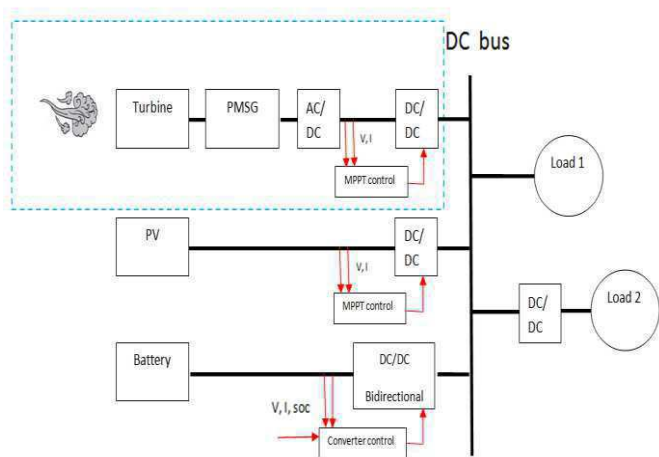 DC bus
Turbine
PMSG
AC/
DC
DC/
DC
V, I
MPPT control
Load 1
PV
DC/
DC
V, I
MPPT control
DC/
DC
Load 2
Battery
DC/DC
Bidirectional
V, I, soc
Converter control